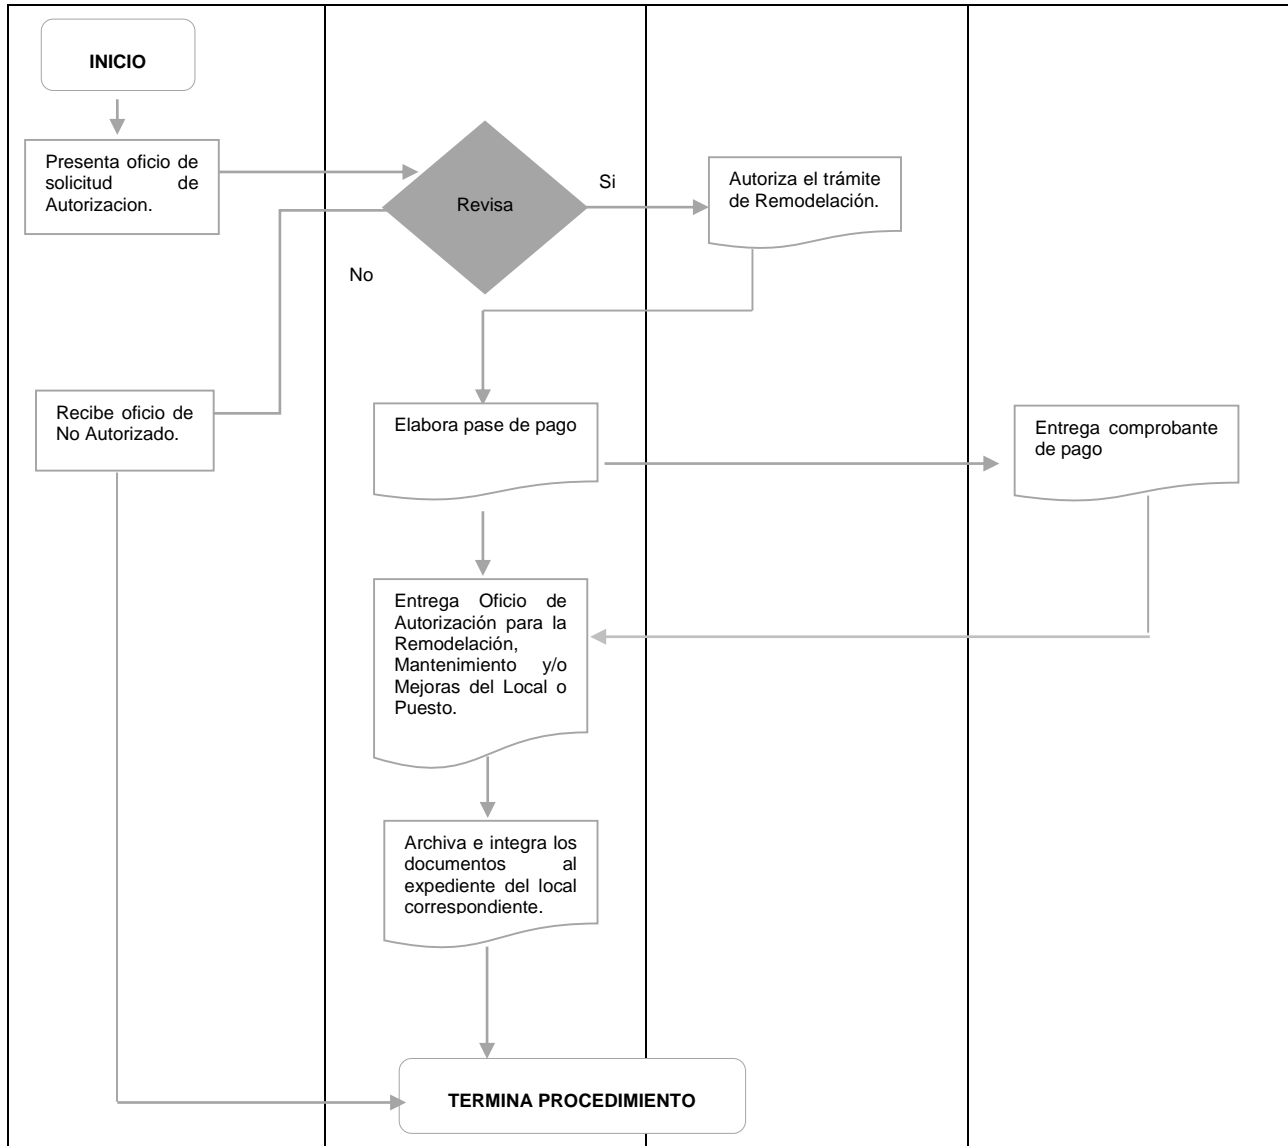 INICIO
Presenta oficio de
solicitud de
Autorizacion.
Revisa
Si
No
Autoriza el trámite
de Remodelación.
Recibe oficio de
No Autorizado.
Elabora pase de pago
Entrega comprobante
de pago
Entrega Oficio de
Autorización para la
Remodelación,
Mantenimiento y/o
Mejoras del Local o
Puesto.
Archiva e integra los
documentos al
expediente del local
correspondiente.
TERMINA PROCEDIMIENTO